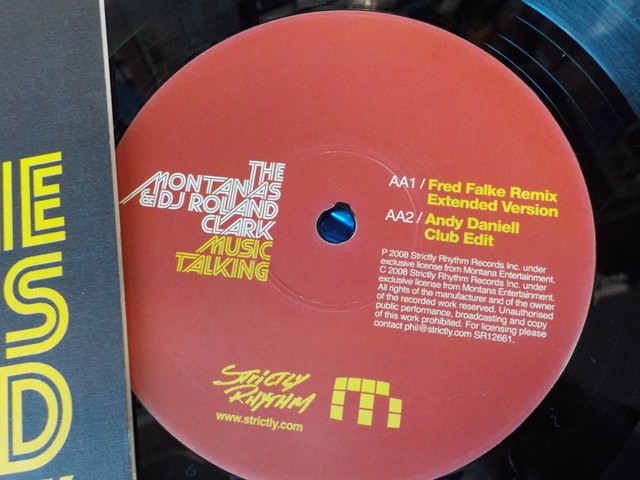 E
S
D
THE
MONTANAS
& DJ ROLAND
CLARK
MUSIC
TALKING
AA1 / Fred Falke Remix
Extended Version
AA2 / Andy Daniell
Club Edit
P 2008 Strictly Rhythm Records Inc. under
exclusive license from Montana Entertainment.
C 2008 Strictly Rhythm Records Inc. under
exclusive license from Montana Entertainment.
All rights of the manufacturer and of the owner
of the recorded work reserved. Unauthorised
public performance, broadcasting and copy
of this work prohibited. For licensing please
contact phil@strictly.com SR12661.
STRICTLY
RHYTHM
www.strictly.com